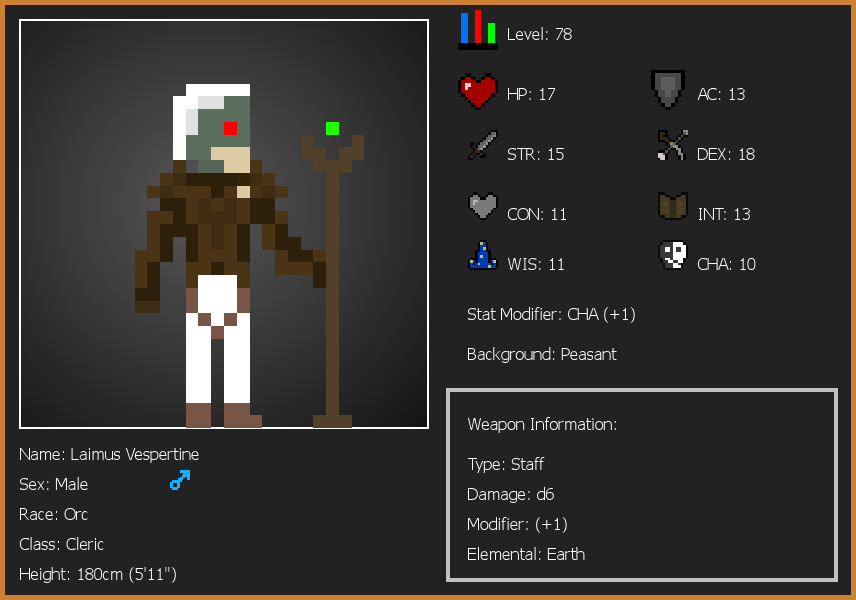 Level: 78
HP: 17
AC: 13
STR: 15
DEX: 18
CON: 11
INT: 13
WIS: 11
CHA: 10
Stat Modifier: CHA (+1)
Background: Peasant
Weapon Information:
Type: Staff
Damage: d6
Modifier: (+1)
Elemental: Earth
Name: Laimus Vespertine
Sex: Male
Race: Orc
Class: Cleric
Height: 180cm (5'11")